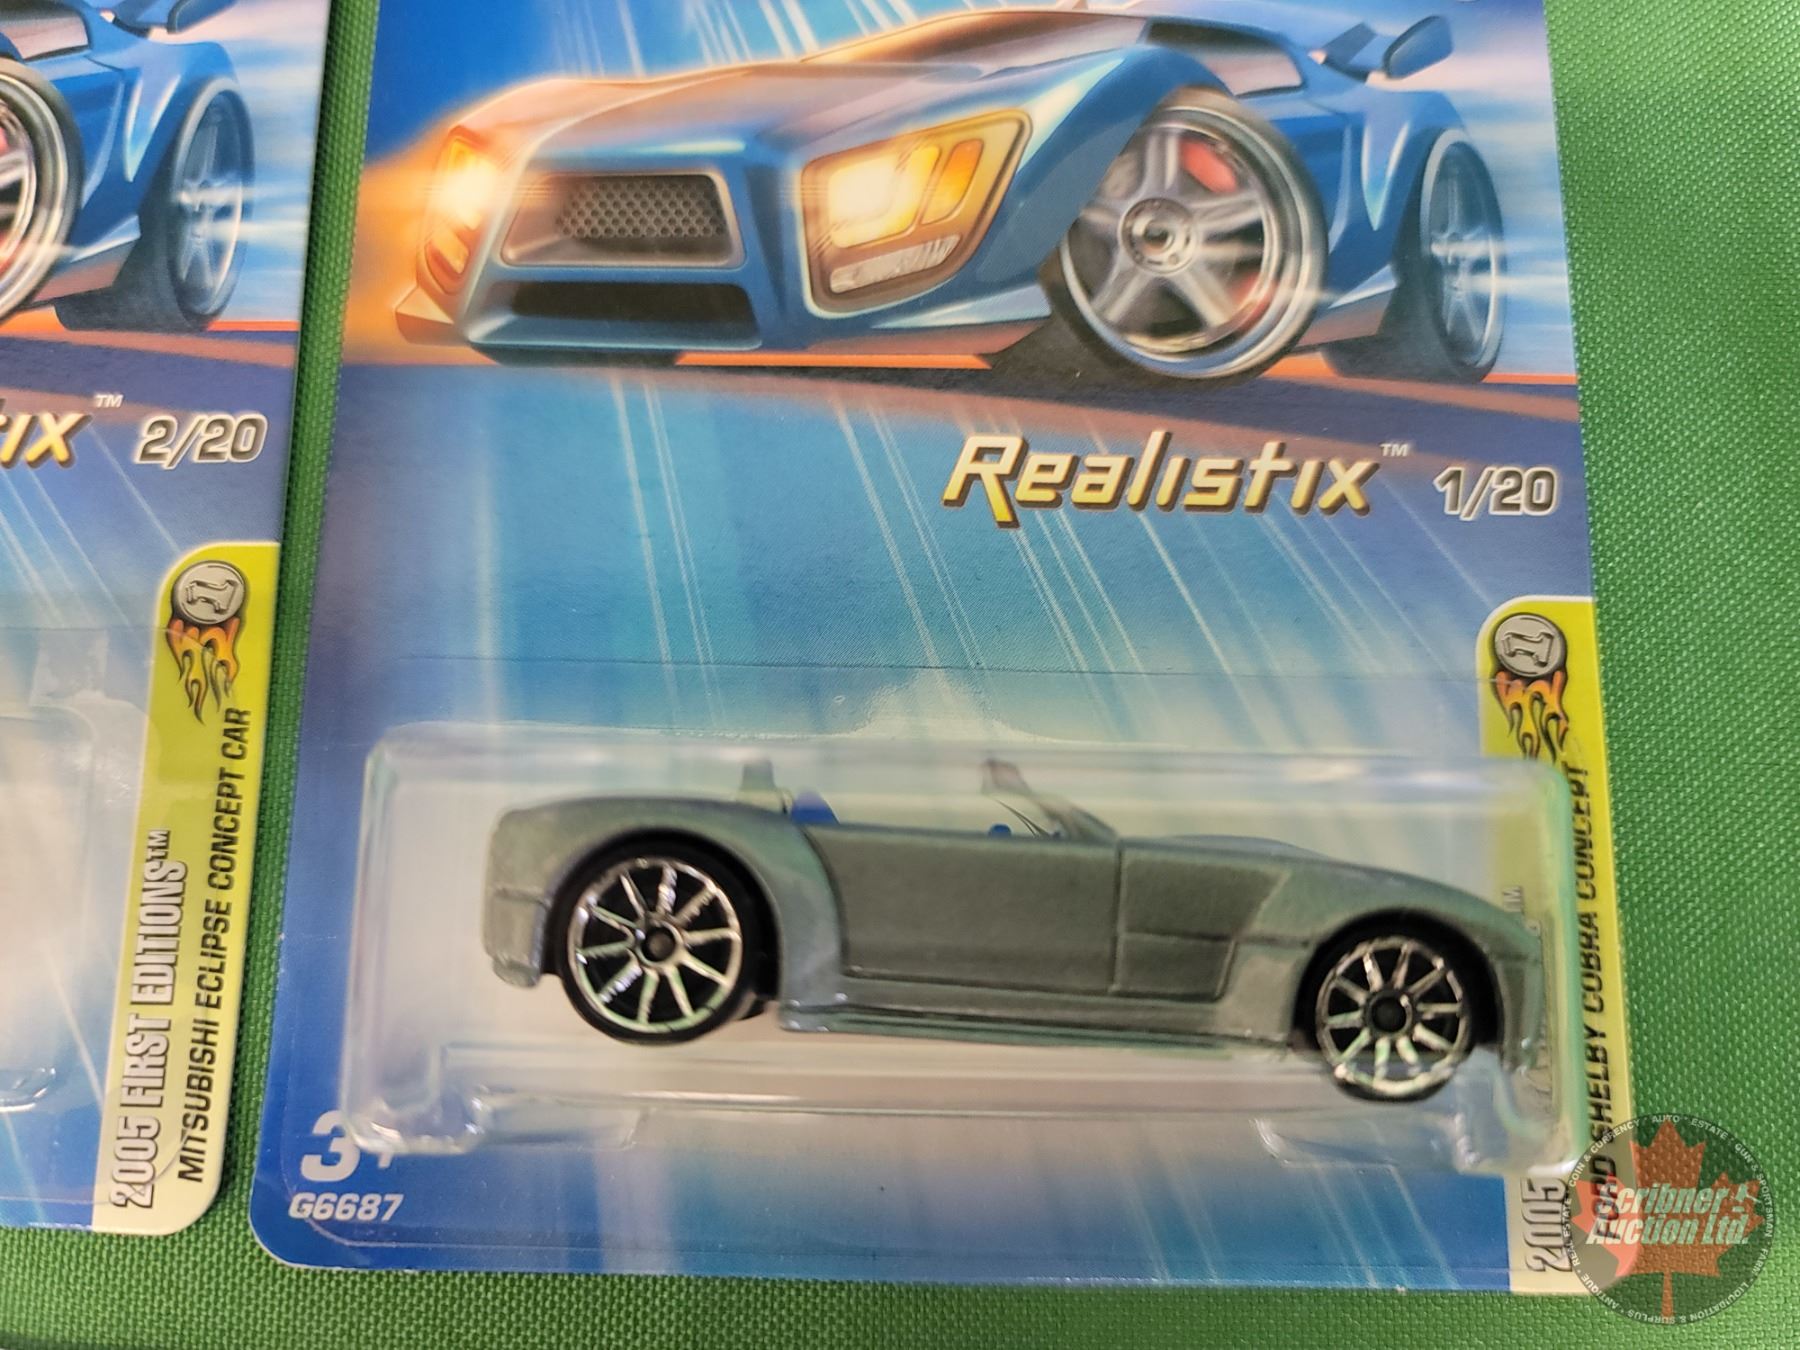 TIX™ 2/20
2005 FIRST EDITIONS™
MITSUBISHI ECLIPSE CONCEPT CAR
Realistix™ 1/20
2005
SHELBY COBRA CONCEPT
3+
G6687
Scribner's
Auction Ltd.